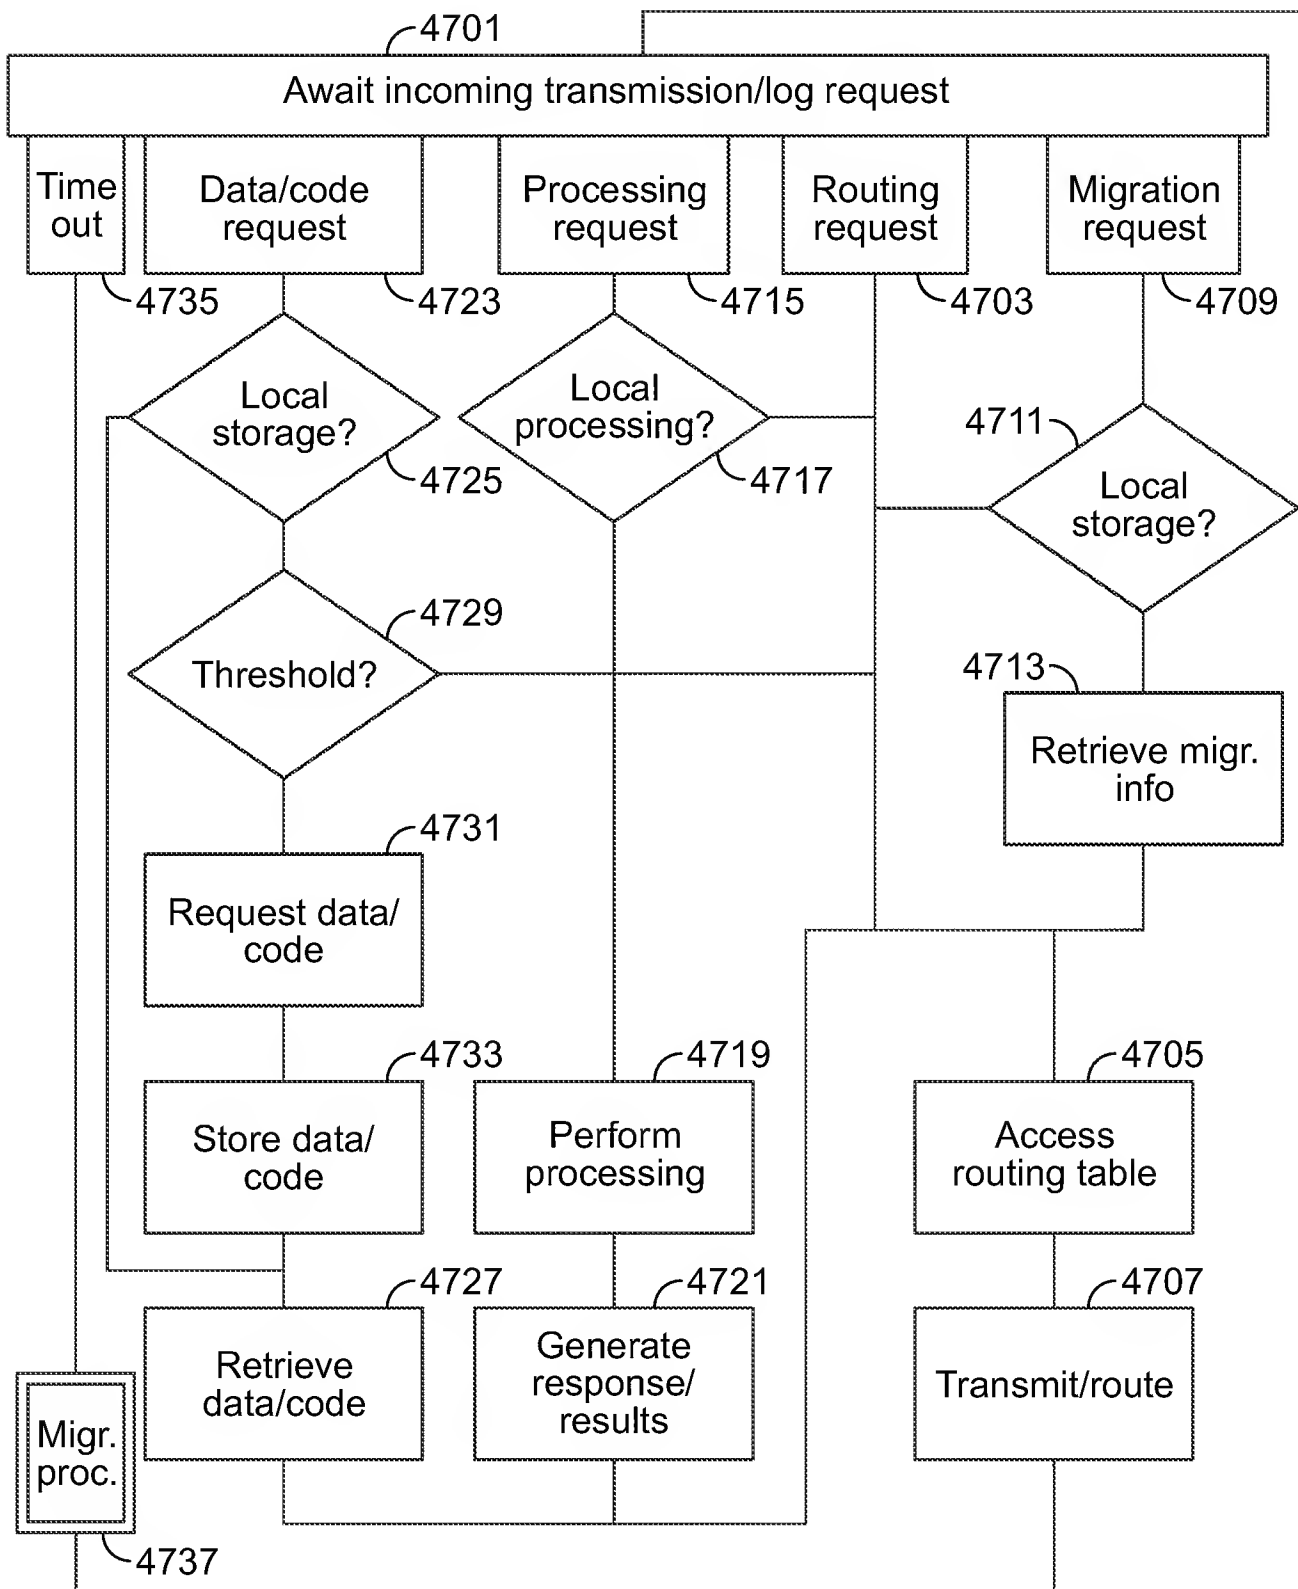 4701
Await incoming transmission/log request
Time
out
Data/code
request
Processing
request
Routing
request
Migration
request
4735
4723
4715
4703
4709
Local
storage?
4725
Local
processing?
4717
4711
Local
storage?
4729
Threshold?
4713
Retrieve migr.
info
4731
Request data/
code
4733
Store data/
code
4719
Perform
processing
4705
Access
routing table
4727
Retrieve
data/code
4721
Generate
response/
results
4707
Transmit/route
Migr.
proc.
4737